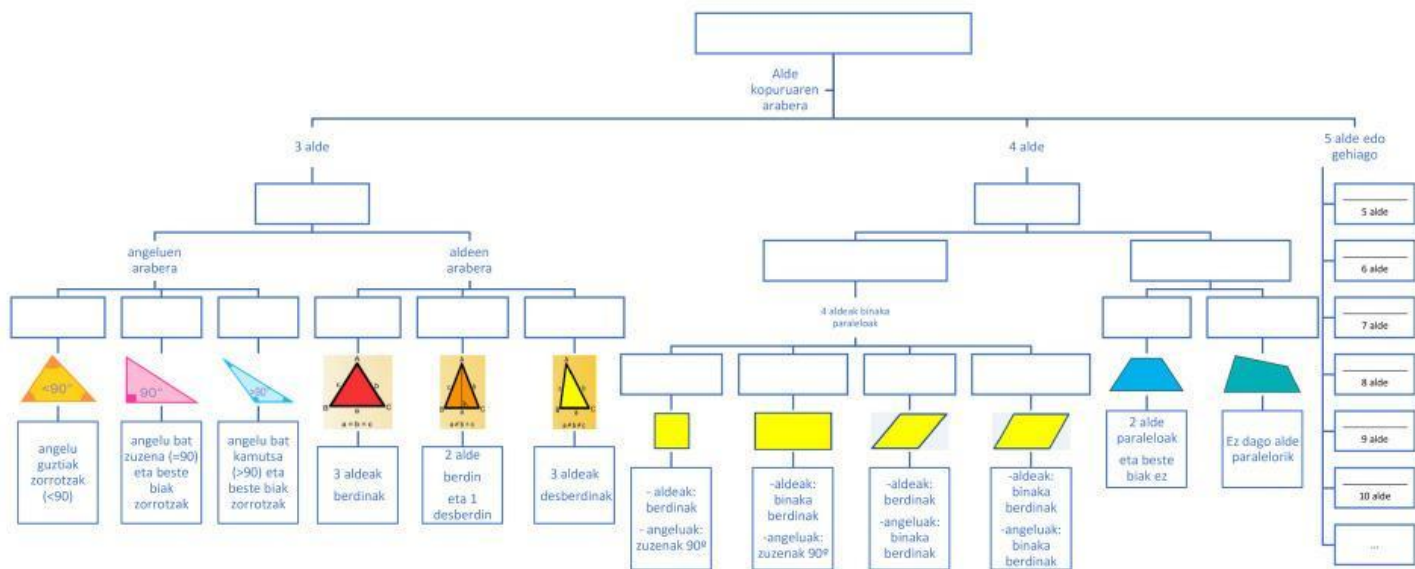 Alde
kopuruaren
arabera
3 alde
4 alde
5 alde edo
gehiago
angeluen
arabera
aldeen
arabera
4 aldeak binaka
paraleloak
5 alde
6 alde
7 alde
8 alde
9 alde
10 alde
...
<90°
90°
>90°
A
c b
B a C
a = b = c
A
c b
B a C
A
c b
B a C
a≠b≠c
angelu
guztiak
zorrotzak
(<90)
angelu bat
zuzena (=90)
eta beste
biak
zorrotzak
angelu bat
kamutsa
(>90) eta
beste biak
zorrotzak
3 aldeak
berdinak
2 alde
berdin
eta 1
desberdin
3 aldeak
desberdinak
- aldeak:
berdinak
- angeluak:
zuzenak 90º
-aldeak:
binaka
berdinak
-angeluak:
zuzenak 90º
-aldeak:
berdinak
-angeluak:
binaka
berdinak
-aldeak:
binaka
berdinak
-angeluak:
binaka
berdinak
2 alde
paraleloak
eta beste
biak ez
Ez dago alde
paralelorik